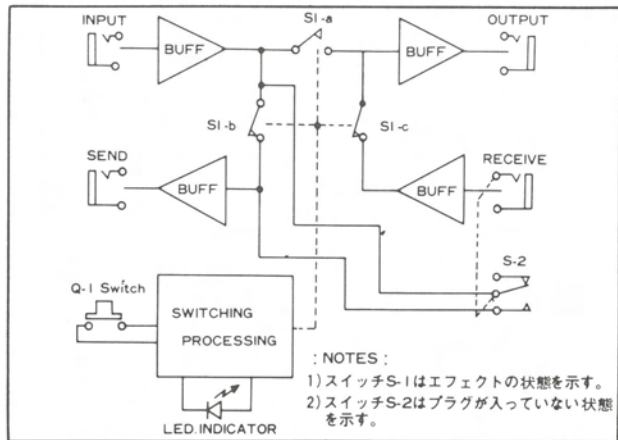 INPUT
S1-a
OUTPUT
BUFF
BUFF
S1-b
S1-c
SEND
RECEIVE
BUFF
BUFF
S-2
Q-1 Switch
SWITCHING
PROCESSING
LED.INDICATOR
: NOTES :
1)スイッチS-1はエフェクトの状態を示す。
2)スイッチS-2はプラグが入っていない状態
を示す。